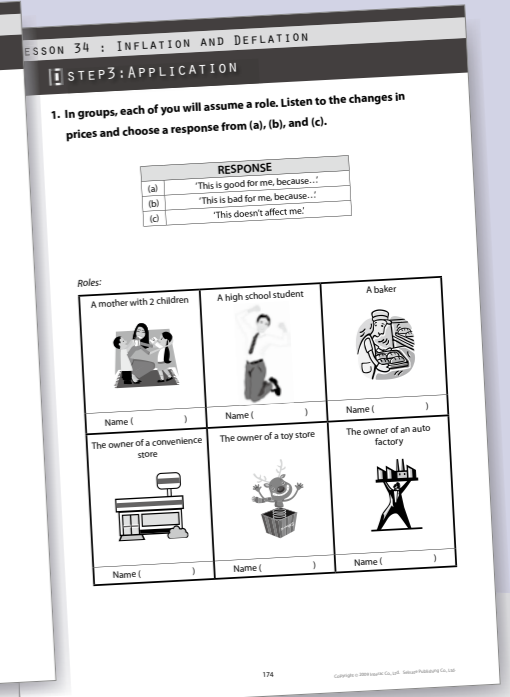 ESSON 34 : INFLATION AND DEFLATION
STEP3:APPLICATION
1. In groups, each of you will assume a role. Listen to the changes in
prices and choose a response from (a), (b), and (c).
RESPONSE
(a) 'This is good for me, because…'
(b) 'This is bad for me, because…'
(c) 'This doesn't affect me.'
Roles:
A mother with 2 children
A high school student
A baker
Name ( )
Name ( )
Name ( )
The owner of a convenience
store
The owner of a toy store
The owner of an auto
factory
Name ( )
Name ( )
Name ( )
174